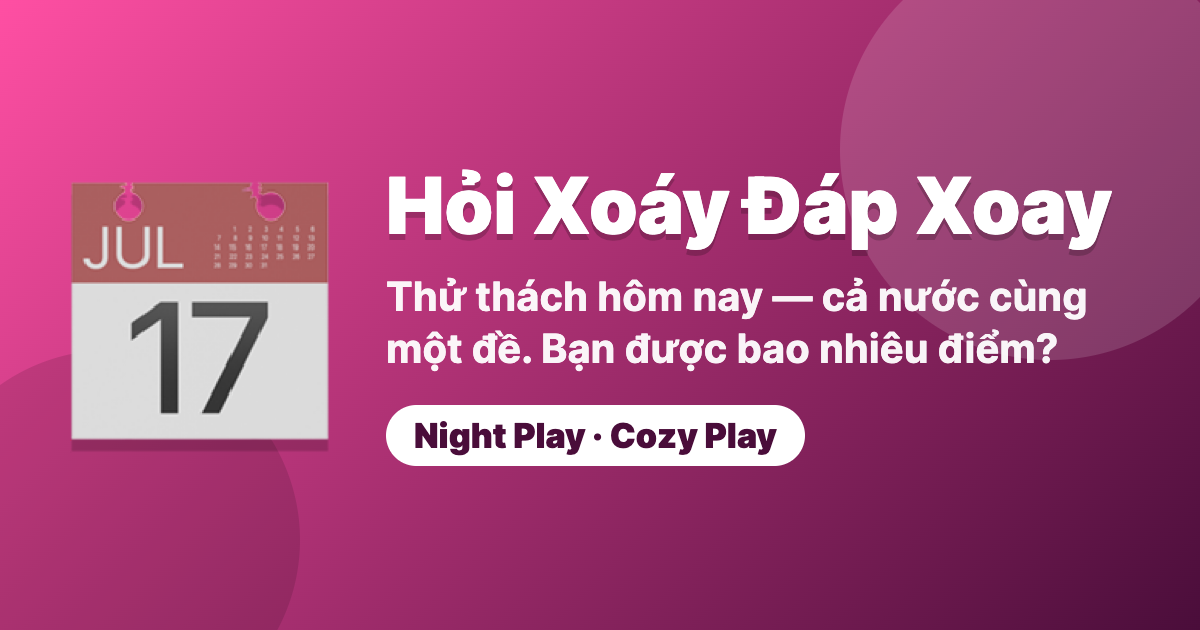 JUL
17
Hỏi Xoáy Đáp Xoay
Thử thách hôm nay — cả nước cùng
một đề. Bạn được bao nhiêu điểm?
Night Play · Cozy Play